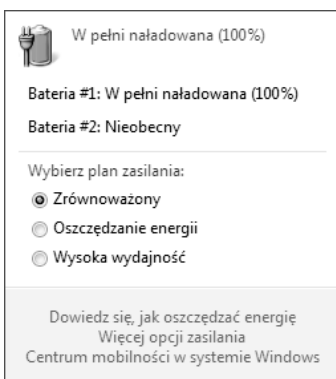 W pełni naładowana (100%)
Bateria #1: W pełni naładowana (100%)
Bateria #2: Nieobecny
Wybierz plan zasilania:
Zrównoważony
Oszczędzanie energii
Wysoka wydajność
Dowiedz się, jak oszczędzać energię
Więcej opcji zasilania
Centrum mobilności w systemie Windows